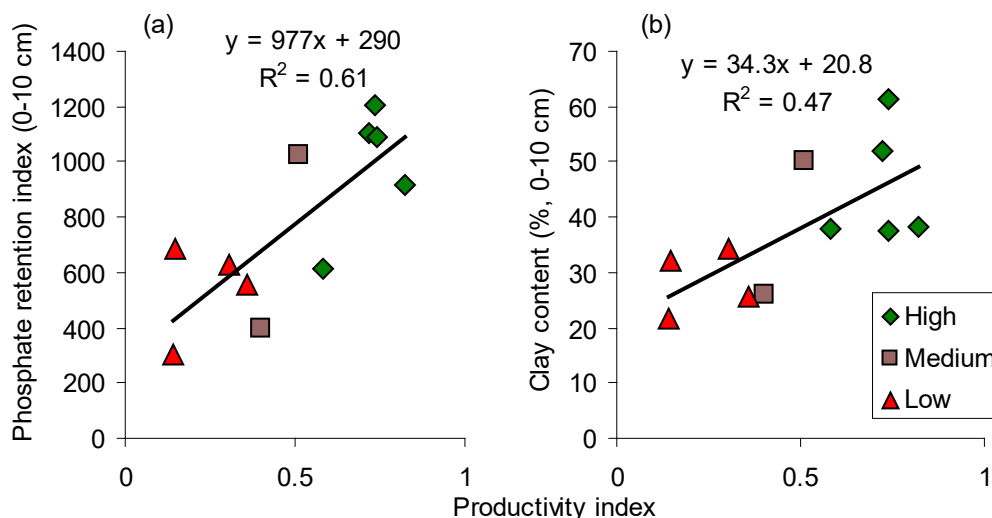 (a)
y = 977x + 290
R² = 0.61
Phosphate retention index (0-10 cm)
1400
1200
1000
800
600
400
200
0
0
0.5
1
(b)
y = 34.3x + 20.8
R² = 0.47
Clay content (%, 0-10 cm)
70
60
50
40
30
20
10
0
0
0.5
1
High
Medium
Low
Productivity index